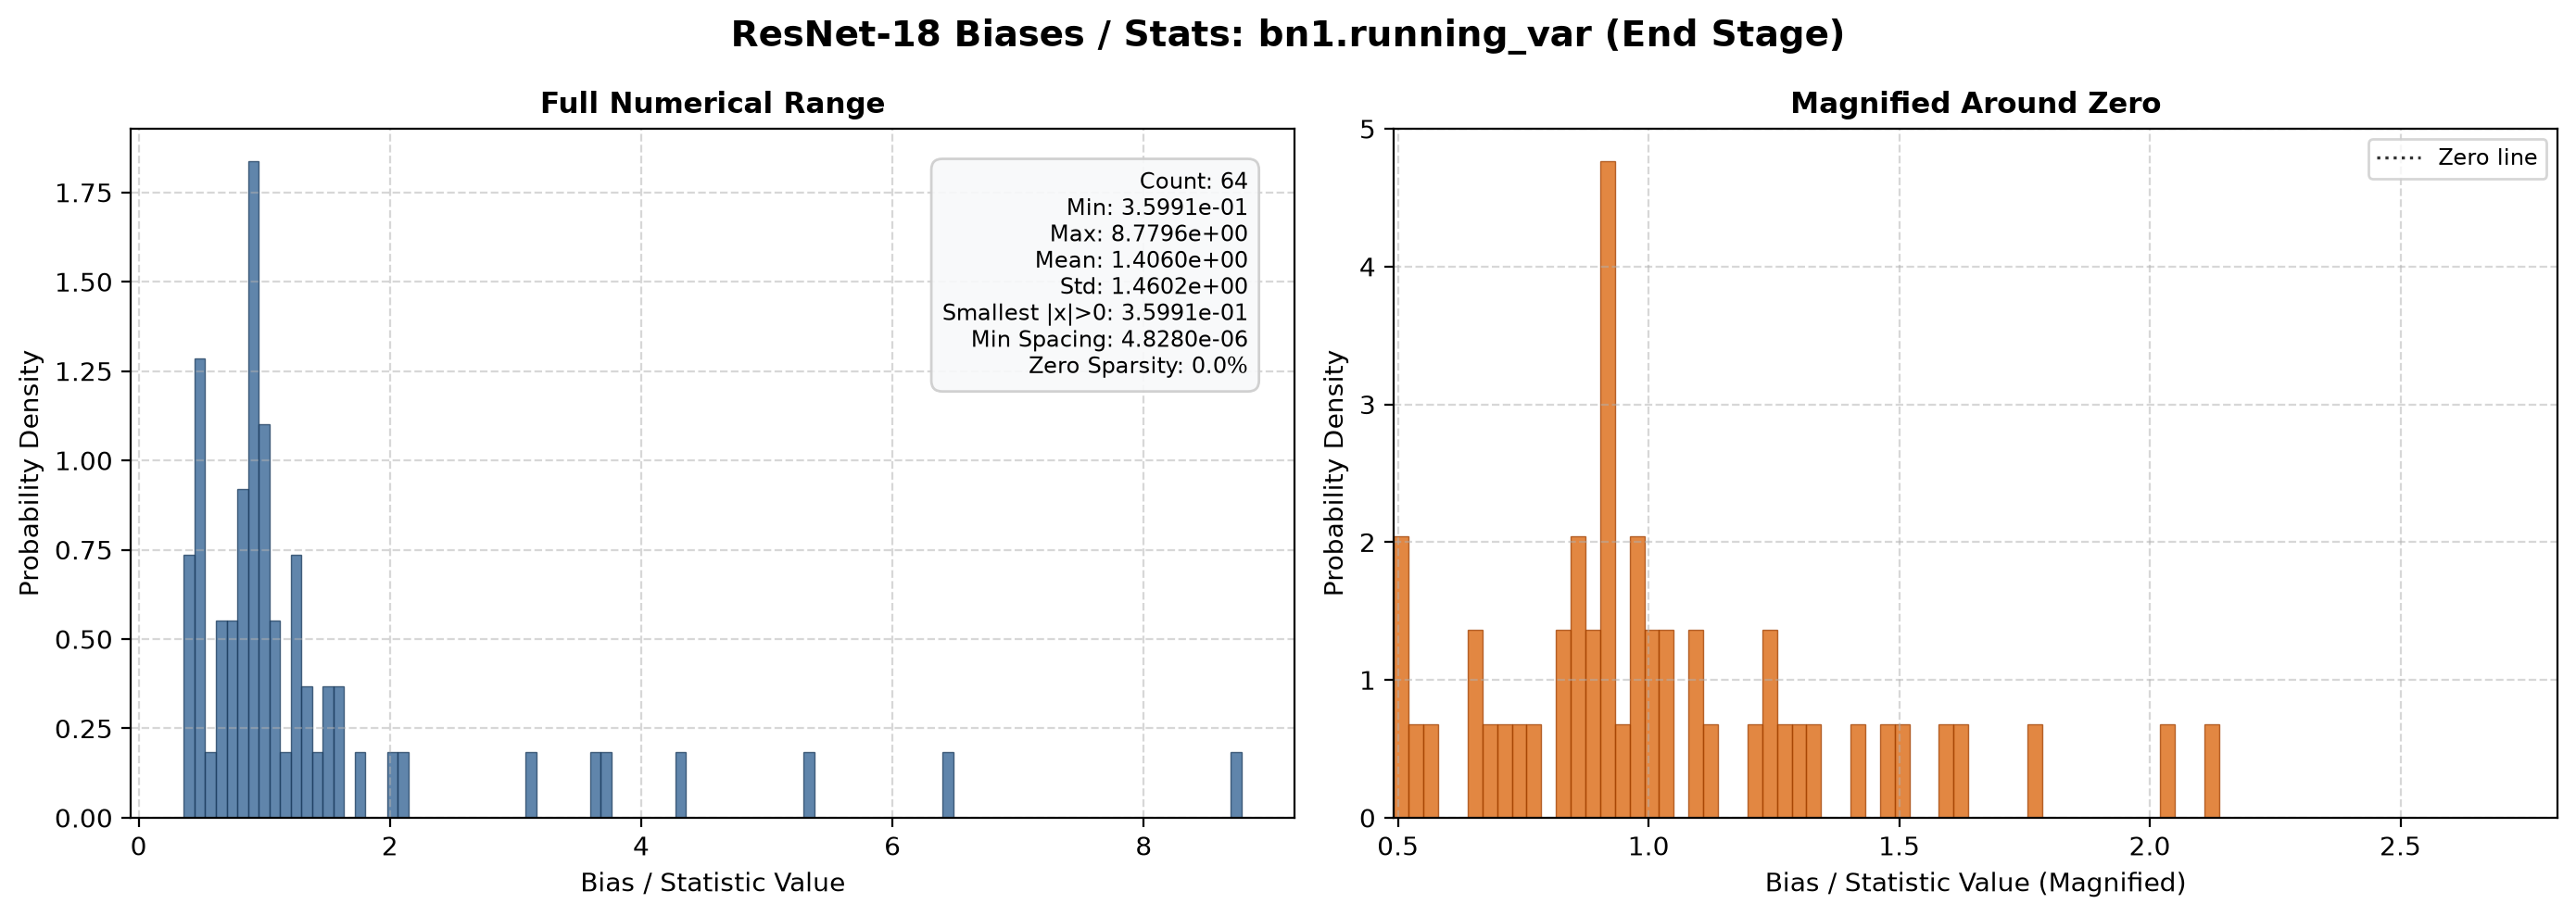 ResNet-18 Biases / Stats: bn1.running_var (End Stage)
Full Numerical Range
Probability Density
1.75
1.50
1.25
1.00
0.75
0.50
0.25
0.00
0
2
4
6
8
Bias / Statistic Value
Count: 64
Min: 3.5991e-01
Max: 8.7796e+00
Mean: 1.4060e+00
Std: 1.4602e+00
Smallest |x|>0: 3.5991e-01
Min Spacing: 4.8280e-06
Zero Sparsity: 0.0%
Magnified Around Zero
Probability Density
5
4
3
2
1
0
0.5
1.0
1.5
2.0
2.5
Bias / Statistic Value (Magnified)
Zero line